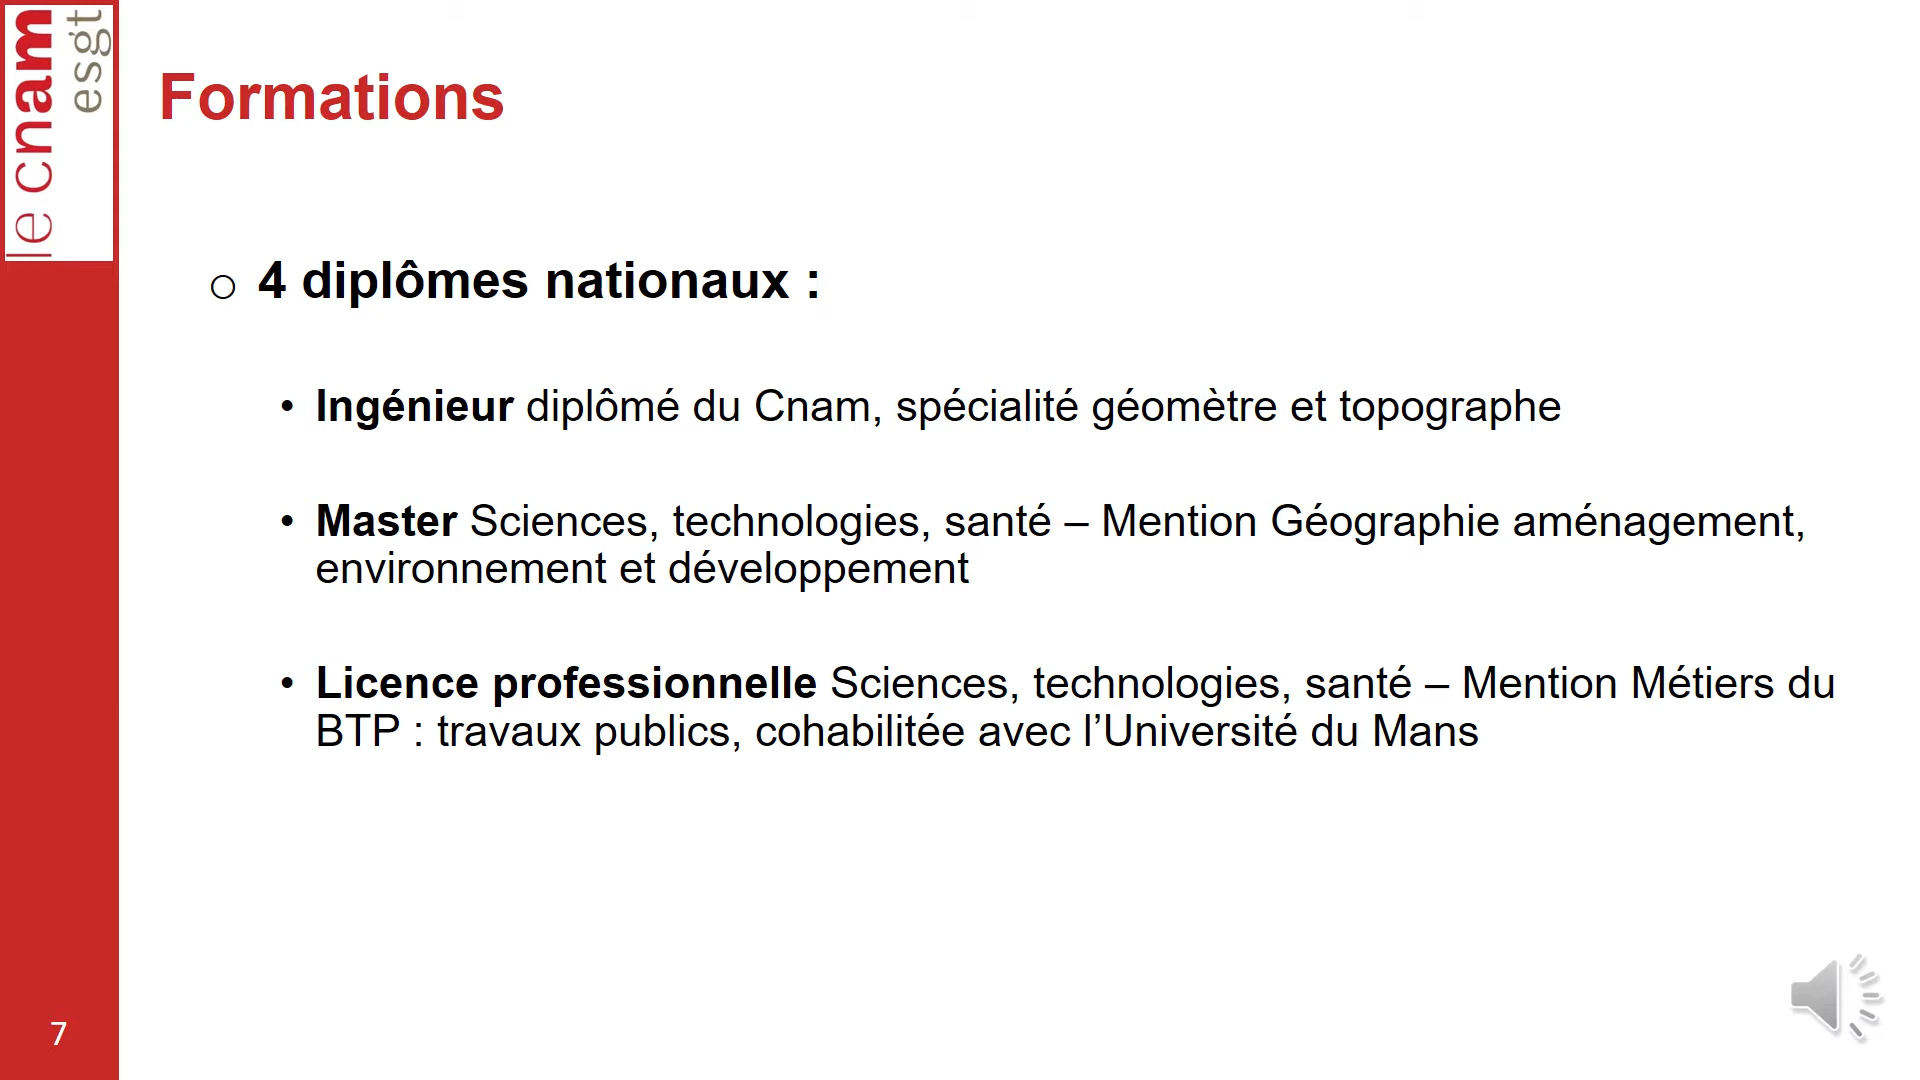 le cnam
esgt
Formations
4 diplômes nationaux :
• Ingénieur diplômé du Cnam, spécialité géomètre et topographe
• Master Sciences, technologies, santé – Mention Géographie aménagement,
environnement et développement
• Licence professionnelle Sciences, technologies, santé – Mention Métiers du
BTP : travaux publics, cohabilitée avec l’Université du Mans
7